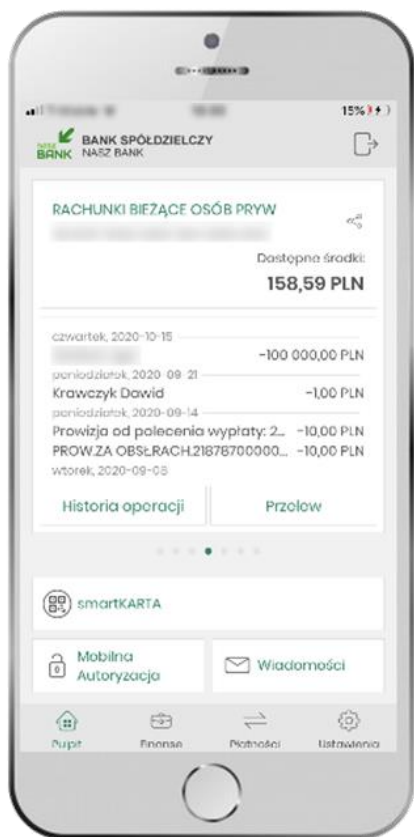 15%
NASZ BANK
BANK SPÓŁDZIELCZY
NASZ BANK
RACHUNKI BIEŻĄCE OSÓB PRYW
Dostępne środki:
158,59 PLN
czwartek, 2020-10-15
-100 000,00 PLN
poniedziałek, 2020-09-21
Krawczyk Dawid -1,00 PLN
poniedziałek, 2020-09-14
Prowizja od polecenia wypłaty: 2... -10,00 PLN
PROW.ZA OBSŁ.RACH.21878700000... -10,00 PLN
wtorek, 2020-09-08
Historia operacji Przelew
smartKARTA
Mobilna Autoryzacja
Wiadomości
Pulpit Finanse Płatności Ustawienia